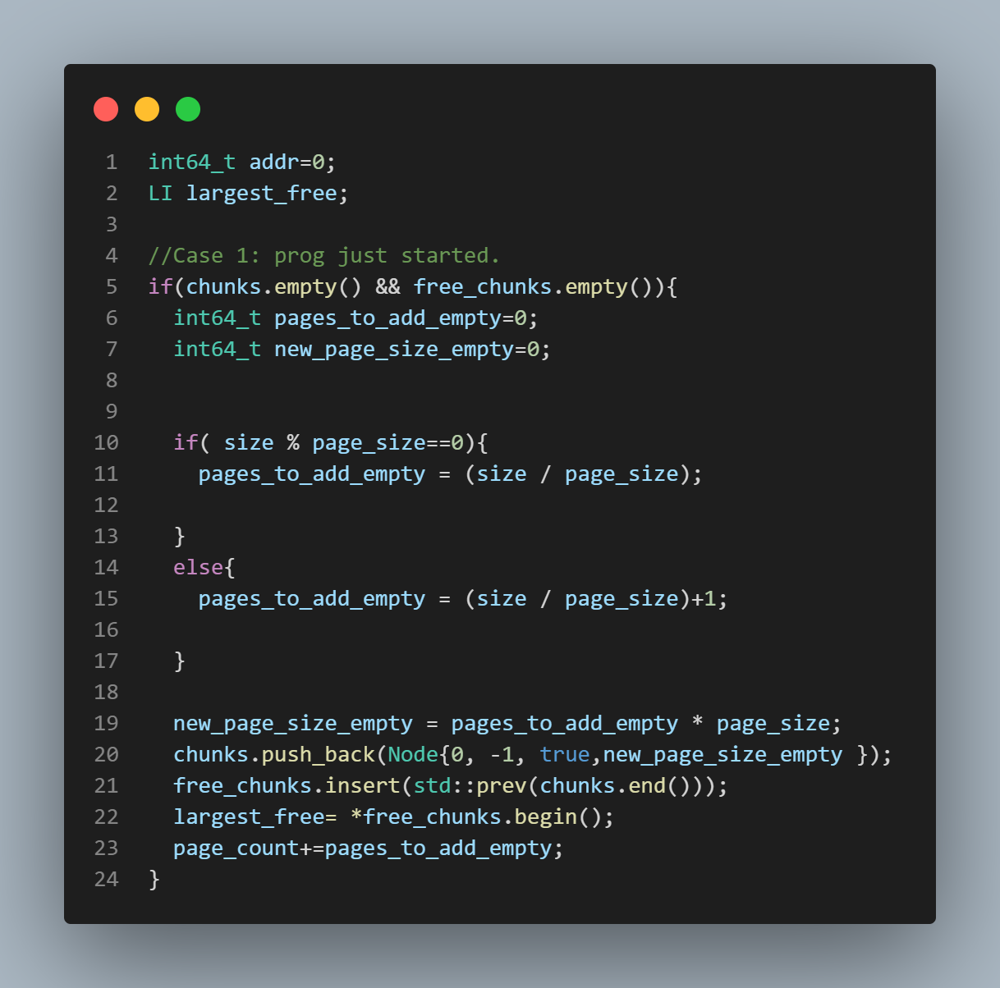 1 int64_t addr=0;
2 LI largest_free;
3
4 //Case 1: prog just started.
5 if(chunks.empty() && free_chunks.empty()){
6   int64_t pages_to_add_empty=0;
7   int64_t new_page_size_empty=0;
8
9
10   if( size % page_size==0){
11     pages_to_add_empty = (size / page_size);
12
13   }
14   else{
15     pages_to_add_empty = (size / page_size)+1;
16
17   }
18
19   new_page_size_empty = pages_to_add_empty * page_size;
20   chunks.push_back(Node{0, -1, true,new_page_size_empty });
21   free_chunks.insert(std::prev(chunks.end()));
22   largest_free= *free_chunks.begin();
23   page_count+=pages_to_add_empty;
24 }